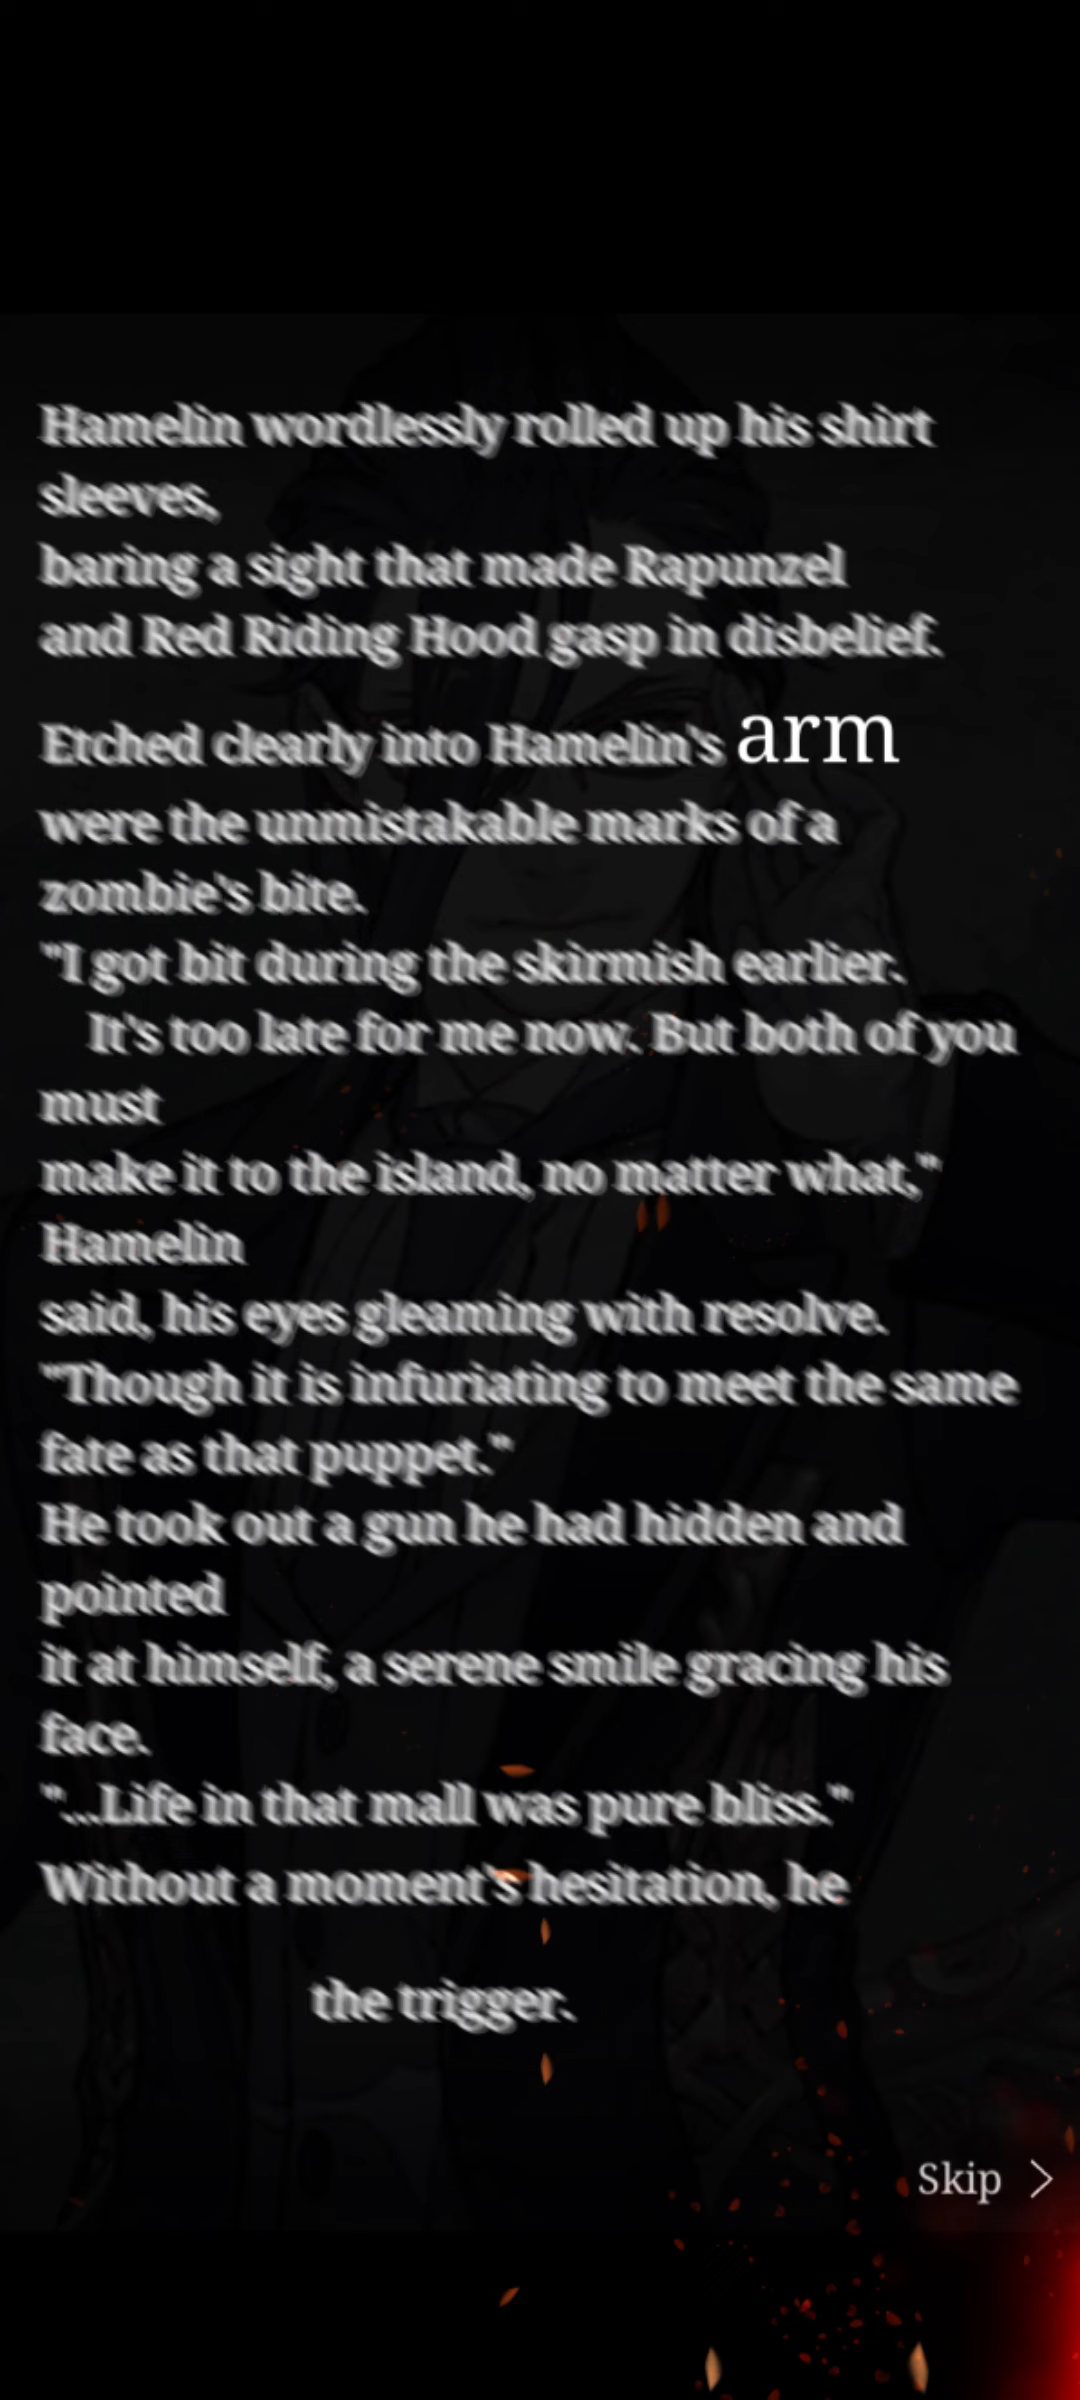 Hamelin wordlessly rolled up his shirt
sleeves,
baring a sight that made Rapunzel
and Red Riding Hood gasp in disbelief.
Etched clearly into Hamelin's arm
were the unmistakable marks of a
zombie's bite.
"I got bit during the skirmish earlier.
It's too late for me now. But both of you
must
make it to the island, no matter what,"
Hamelin
said, his eyes gleaming with resolve.
"Though it is infuriating to meet the same
fate as that puppet."
He took out a gun he had hidden and
pointed
it at himself, a serene smile gracing his
face.
"...Life in that mall was pure bliss."
Without a moment's hesitation, he
the trigger.
Skip >